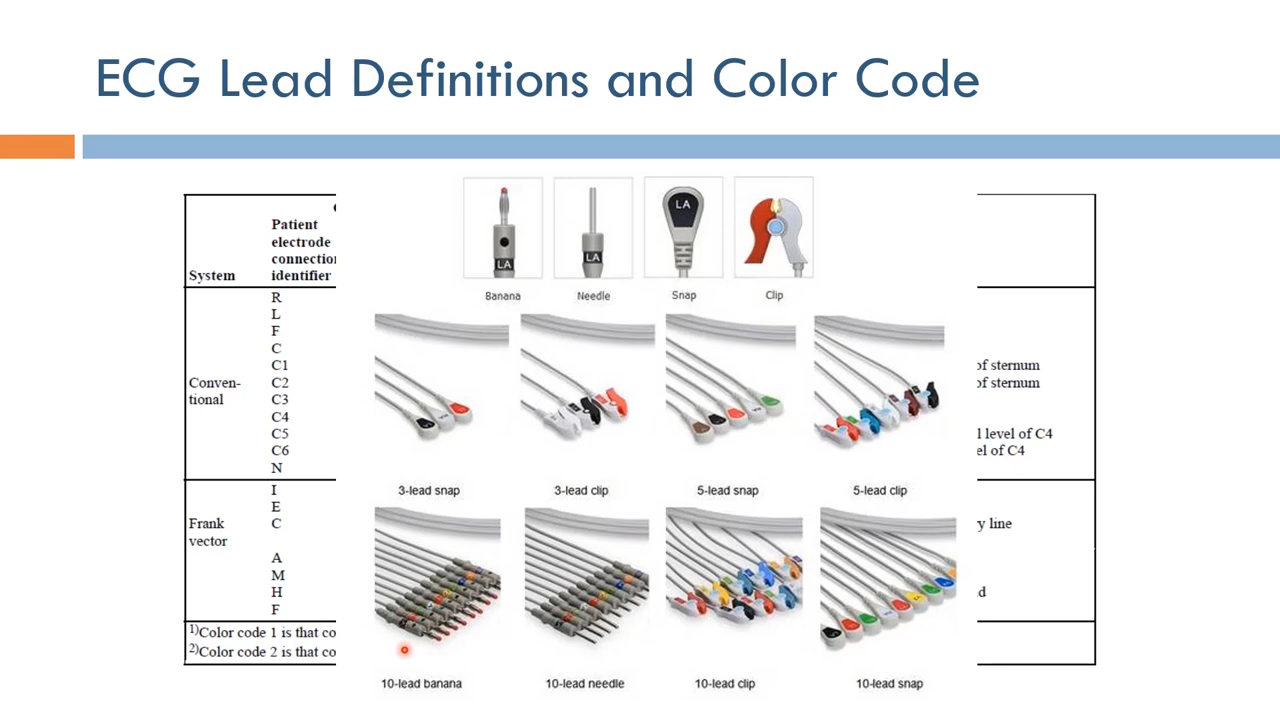 ECG Lead Definitions and Color Code
Patient
electrode
connection
identifier
System
R
L
F
C
C1
of sternum
Conven-
tional
C2
of sternum
C3
C4
C5
l level of C4
C6
el of C4
N
I
E
Frank
vector
C
y line
A
M
H
d
F
1)Color code 1 is that co
2)Color code 2 is that co
LA
LA
LA
Banana
Needle
Snap
Clip
3-lead snap
3-lead clip
5-lead snap
5-lead clip
10-lead banana
10-lead needle
10-lead clip
10-lead snap